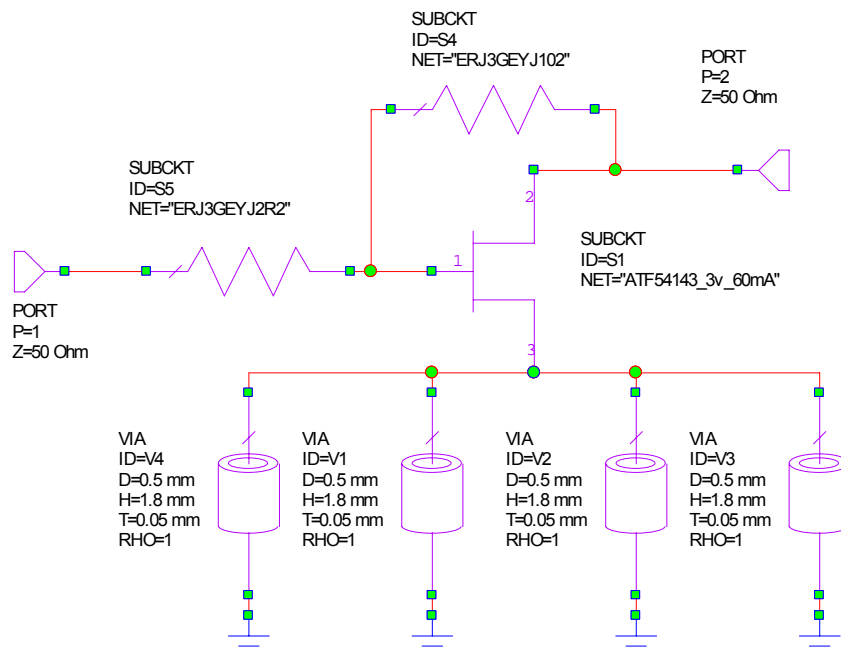 SUBCKT
ID=S4
NET="ERJ3GEYJ102"
PORT
P=2
Z=50 Ohm
SUBCKT
ID=S5
NET="ERJ3GEYJ2R2"
2
1
SUBCKT
ID=S1
NET="ATF54143_3v_60mA"
PORT
P=1
Z=50 Ohm
3
VIA
ID=V4
D=0.5 mm
H=1.8 mm
T=0.05 mm
RHO=1
VIA
ID=V1
D=0.5 mm
H=1.8 mm
T=0.05 mm
RHO=1
VIA
ID=V2
D=0.5 mm
H=1.8 mm
T=0.05 mm
RHO=1
VIA
ID=V3
D=0.5 mm
H=1.8 mm
T=0.05 mm
RHO=1